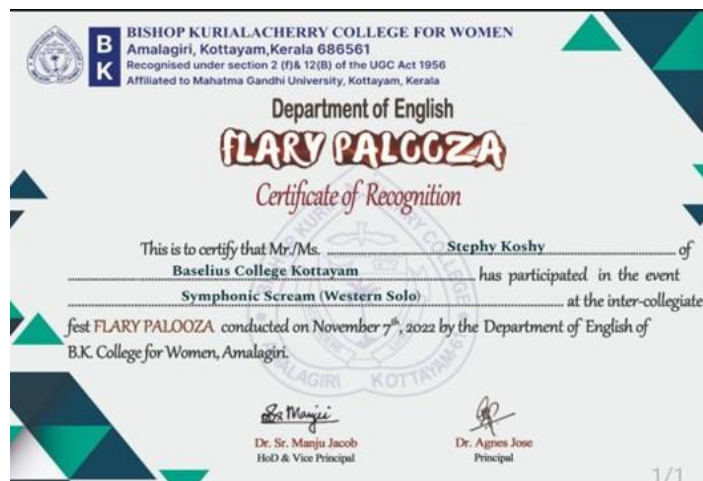 BISHOP KURIALACHERRY COLLEGE FOR WOMEN
B
K
Amalagiri, Kottayam,Kerala 686561
Recognised under section 2 (f)& 12(B) of the UGC Act 1956
Affiliated to Mahatma Gandhi University, Kottayam, Kerala
Department of English
FLARY PALOOZA
Certificate of Recognition
This is to certify that Mr./Ms. Stephy Koshy of
Baselius College Kottayam has participated in the event
Symphonic Scream (Western Solo) at the inter-collegiate
fest FLARY PALOOZA conducted on November 7th, 2022 by the Department of English of
B.K. College for Women, Amalagiri.
AMALAGIRI KOTTAYAM
Dr. Sr. Manju Jacob
HoD & Vice Principal
Dr. Agnes Jose
Principal
1/1